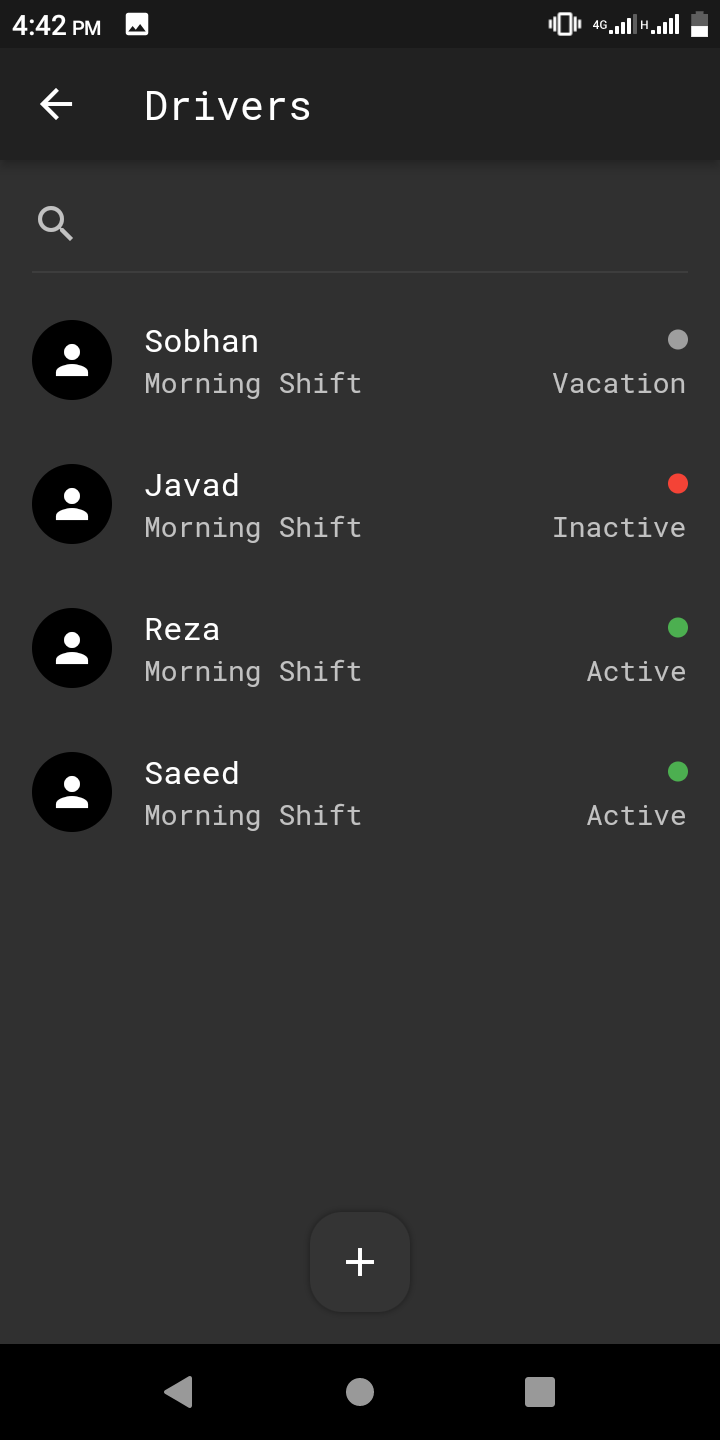 4:42 PM 4G H
Drivers
Sobhan
Morning Shift Vacation
Javad
Morning Shift Inactive
Reza
Morning Shift Active
Saeed
Morning Shift Active